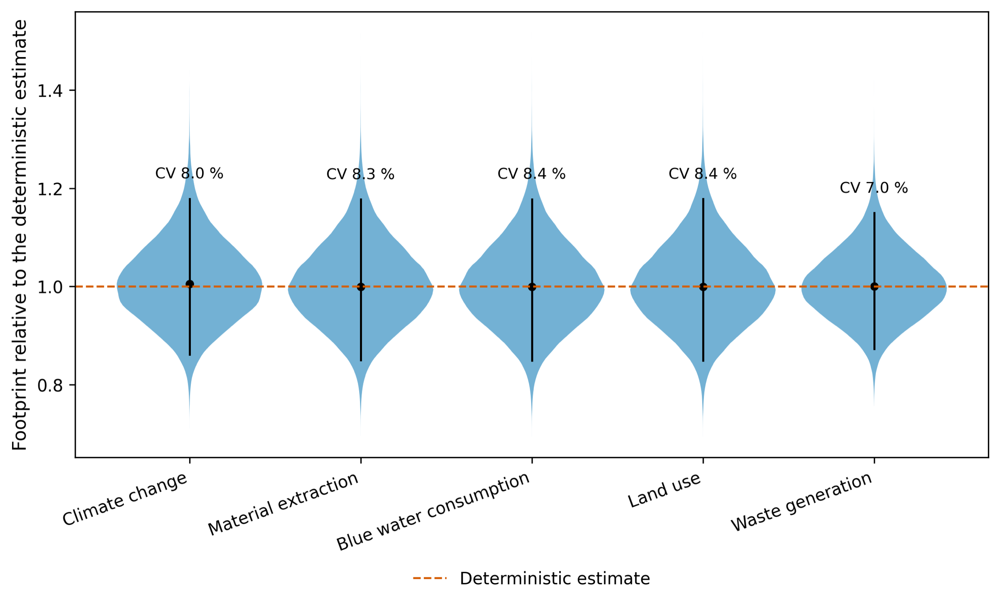 Footprint relative to the deterministic estimate
1.4
1.2
1.0
0.8
CV 8.0 %
CV 8.3 %
CV 8.4 %
CV 8.4 %
CV 7.0 %
Climate change
Material extraction
Blue water consumption
Land use
Waste generation
Deterministic estimate